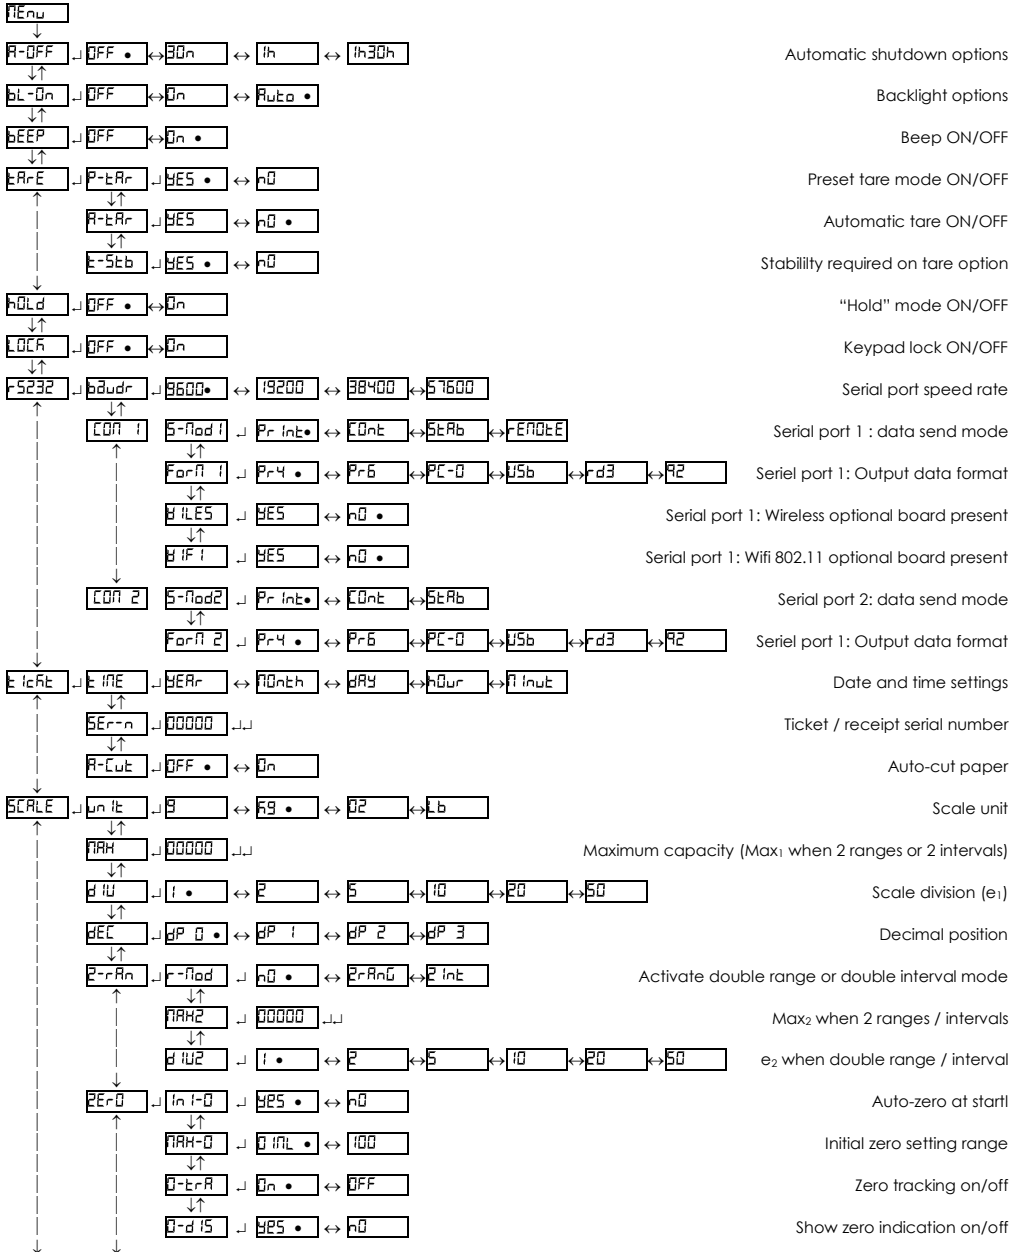 MEnu
A-OFF ↵ OFF • ↔ 30n ↔ 1h ↔ 1h30h Automatic shutdown options
bL-On ↵ OFF ↔ On ↔ Auto • Backlight options
bEEP ↵ OFF ↔ On • Beep ON/OFF
tArE ↵ P-tAr ↵ YES • ↔ nO Preset tare mode ON/OFF
A-tAr ↵ YES ↔ nO • Automatic tare ON/OFF
t-Stb ↵ YES • ↔ nO Stabililty required on tare option
hOLd ↵ OFF • ↔ On “Hold” mode ON/OFF
LOCK ↵ OFF • ↔ On Keypad lock ON/OFF
rS232 ↵ bAudr ↵ 9600• ↔ 19200 ↔ 38400 ↔ 57600 Serial port speed rate
COM 1 S-Mod1 ↵ PrInt• ↔ COnt ↔ StAb ↔ rEMOtE Serial port 1 : data send mode
ForM 1 ↵ Pr4 • ↔ Pr6 ↔ PC-0 ↔ USb ↔ rd3 ↔ 92 Seriel port 1: Output data format
WILES ↵ YES ↔ nO • Serial port 1: Wireless optional board present
WIFI ↵ YES ↔ nO • Serial port 1: Wifi 802.11 optional board present
COM 2 S-Mod2 ↵ PrInt• ↔ COnt ↔ StAb Serial port 2: data send mode
ForM 2 ↵ Pr4 • ↔ Pr6 ↔ PC-0 ↔ USb ↔ rd3 ↔ 92 Seriel port 1: Output data format
tIcKt ↵ tIME ↵ YEAr ↔ MOnth ↔ dAY ↔ hOur ↔ MInut Date and time settings
SEr-n ↵ 00000 ↵↵ Ticket / receipt serial number
A-Cut ↵ OFF • ↔ On Auto-cut paper
SCALE ↵ unIt ↵ g ↔ Kg • ↔ OZ ↔ Lb Scale unit
MAX ↵ 00000 ↵↵ Maximum capacity (Max₁ when 2 ranges or 2 intervals)
dIV ↵ 1 • ↔ 2 ↔ 5 ↔ 10 ↔ 20 ↔ 50 Scale division (e₁)
dEC ↵ dP 0 • ↔ dP 1 ↔ dP 2 ↔ dP 3 Decimal position
2-rAn ↵ r-Mod ↵ nO • ↔ 2rAnG ↔ 2Int Activate double range or double interval mode
MAX2 ↵ 00000 ↵↵ Max₂ when 2 ranges / intervals
dIV2 ↵ 1 • ↔ 2 ↔ 5 ↔ 10 ↔ 20 ↔ 50 e₂ when double range / interval
ZErO ↵ InI-0 ↵ YES • ↔ nO Auto-zero at startl
MAX-0 ↵ OIML • ↔ 100 Initial zero setting range
0-trA ↵ On • ↔ OFF Zero tracking on/off
0-dIS ↵ YES • ↔ nO Show zero indication on/off